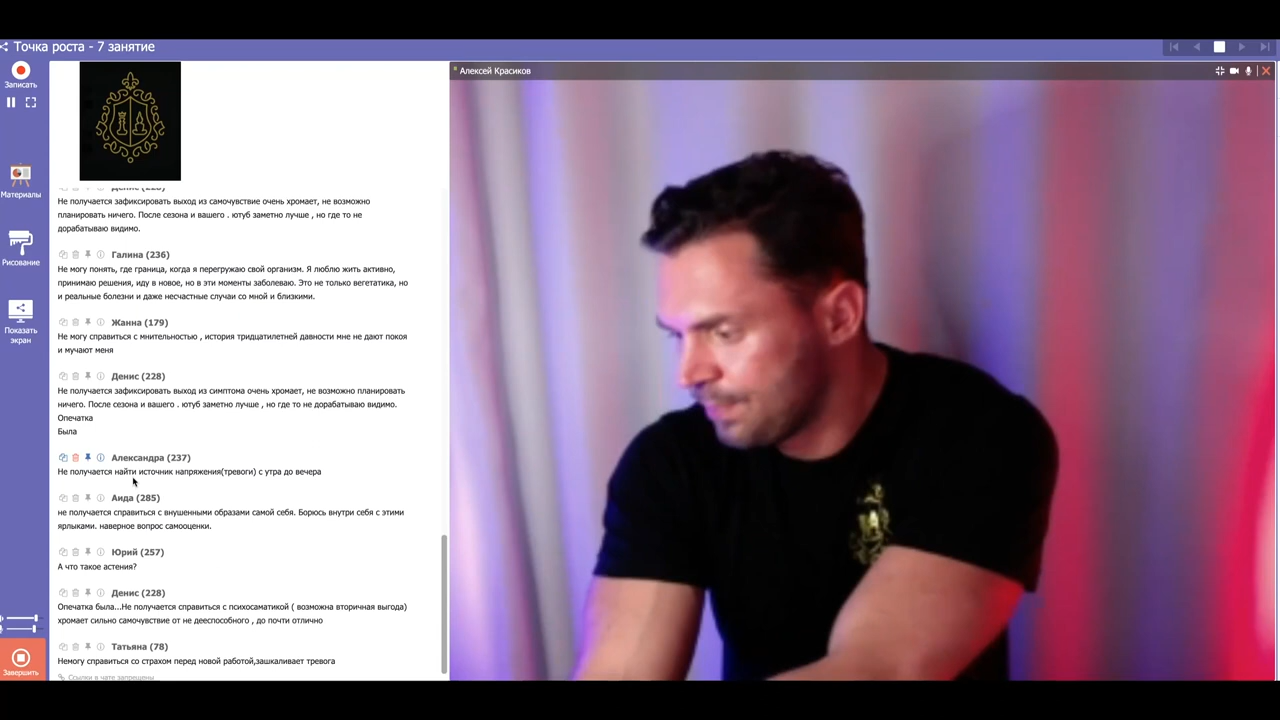 Точка роста - 7 занятие
Записать
Материалы
Рисование
Показать
экран
Завершить
Алексей Красиков
Денис (228)
Не получается зафиксировать выход из самочувствие очень хромает, не возможно
планировать ничего. После сезона и вашего . ютуб заметно лучше , но где то не
дорабатываю видимо.
Галина (236)
Не могу понять, где граница, когда я перегружаю свой организм. Я люблю жить активно,
принимаю решения, иду в новое, но в эти моменты заболеваю. Это не только вегетатика, но
и реальные болезни и даже несчастные случаи со мной и близкими.
Жанна (179)
Не могу справиться с мнительностью , история тридцатилетней давности мне не дают покоя
и мучают меня
Денис (228)
Не получается зафиксировать выход из симптома очень хромает, не возможно планировать
ничего. После сезона и вашего . ютуб заметно лучше , но где то не дорабатываю видимо.
Опечатка
Была
Александра (237)
Не получается найти источник напряжения(тревоги) с утра до вечера
Аида (285)
не получается справиться с внушенными образами самой себя. Борюсь внутри себя с этими
ярлыками. наверное вопрос самооценки.
Юрий (257)
А что такое астения?
Денис (228)
Опечатка была...Не получается справиться с психосаматикой ( возможна вторичная выгода)
хромает сильно самочувствие от не дееспособного , до почти отлично
Татьяна (78)
Немогу справиться со страхом перед новой работой,зашкаливает тревога
Ссылки в чате запрещены